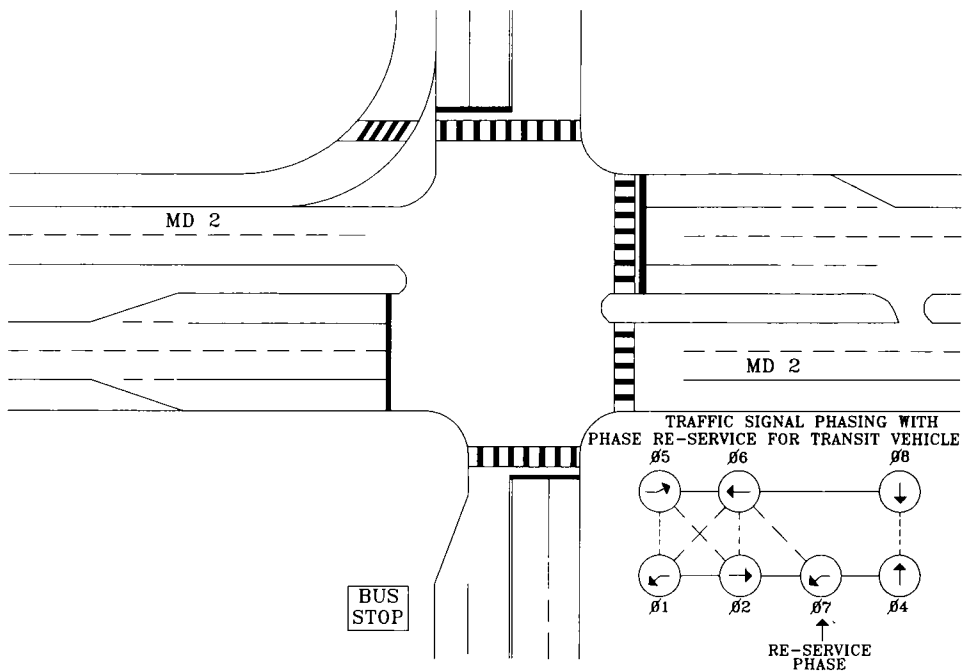 MD 2
MD 2
TRAFFIC SIGNAL PHASING WITH
PHASE RE-SERVICE FOR TRANSIT VEHICLE
Ø5 Ø6 Ø8
Ø1 Ø2 Ø7 Ø4
BUS
STOP
RE-SERVICE
PHASE